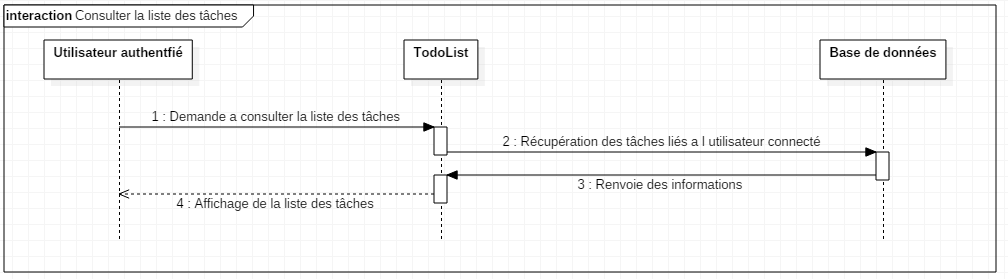 interaction Consulter la liste des tâches
Utilisateur authentfié
TodoList
Base de données
1 : Demande a consulter la liste des tâches
2 : Récupération des tâches liés a l utilisateur connecté
3 : Renvoie des informations
4 : Affichage de la liste des tâches